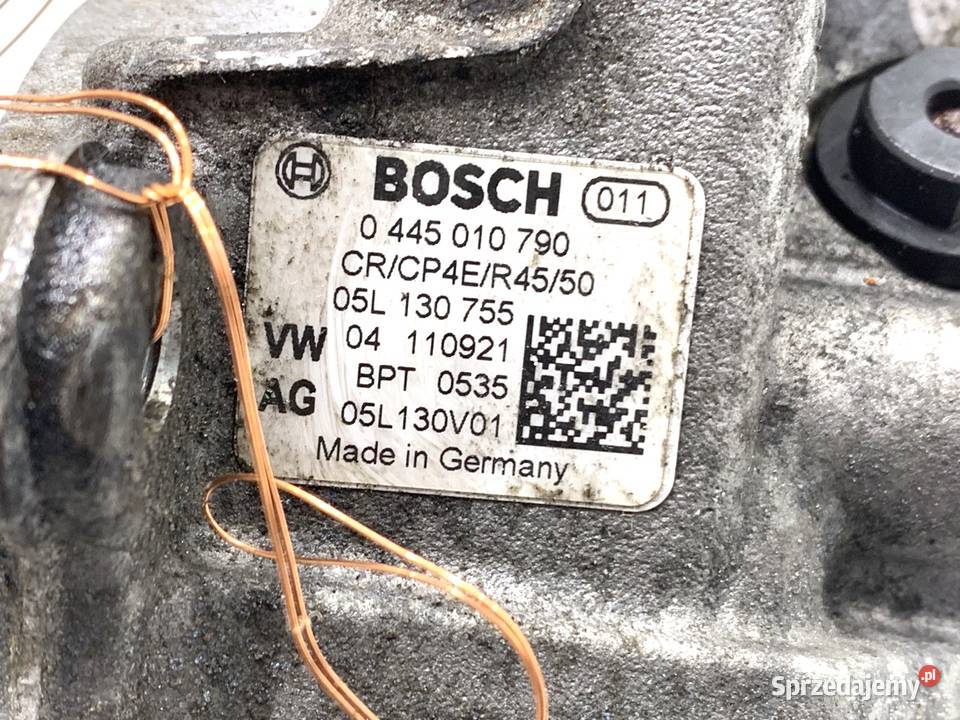 BOSCH 011
0 445 010 790
CR/CP4E/R45/50
05L 130 755
VW 04 110921
BPT 0535
AG 05L130V01
Made in Germany
Sprzedajemy .pl